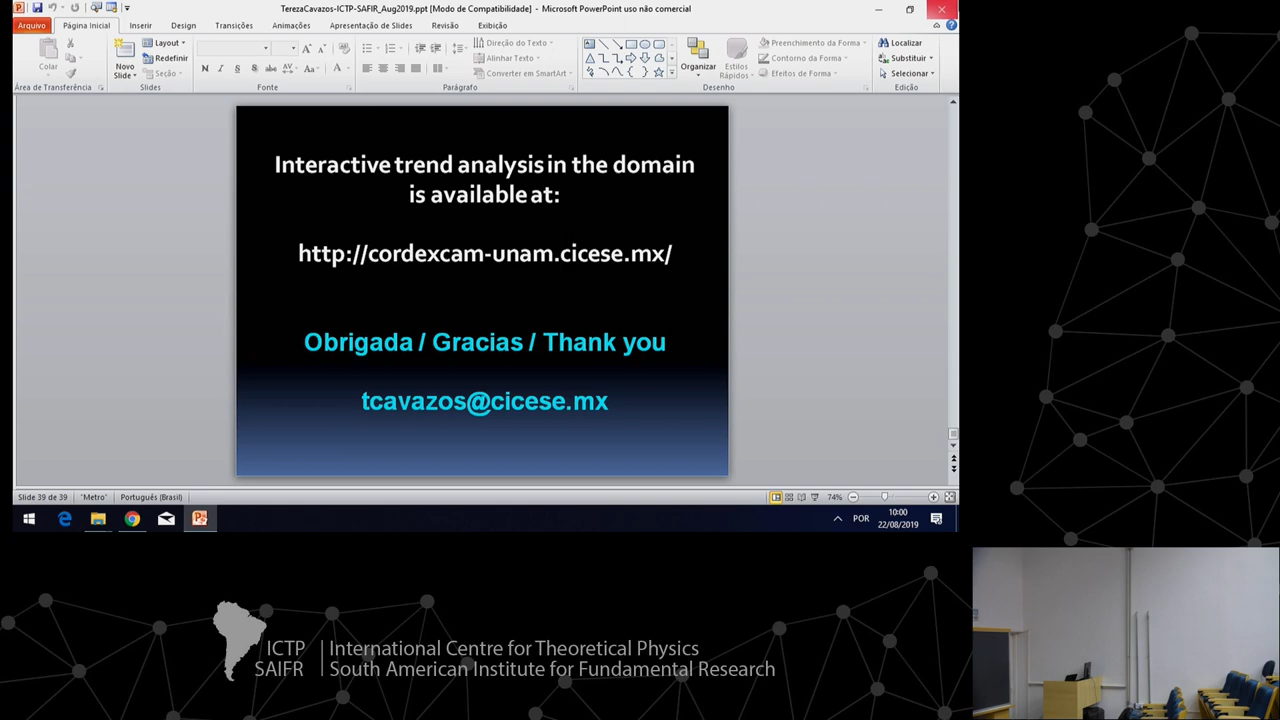 TerezaCavazos-ICTP-SAFIR_Aug2019.ppt [Modo de Compatibilidade] - Microsoft PowerPoint uso não comercial
Arquivo Página Inicial Inserir Design Transições Animações Apresentação de Slides Revisão Exibição
Colar
Novo Slide
Layout
Redefinir
Seção
Direção do Texto
Alinhar Texto
Converter em SmartArt
Organizar
Estilos Rápidos
Preenchimento da Forma
Contorno da Forma
Efeitos de Forma
Localizar
Substituir
Selecionar
Área de Transferência Slides Fonte Parágrafo Desenho Edição
Interactive trend analysis in the domain
is available at:
http://cordexcam-unam.cicese.mx/
Obrigada / Gracias / Thank you
tcavazos@cicese.mx
Slide 39 de 39 "Metro" Português (Brasil) 74%
POR
10:00
22/08/2019
ICTP International Centre for Theoretical Physics
SAIFR South American Institute for Fundamental Research